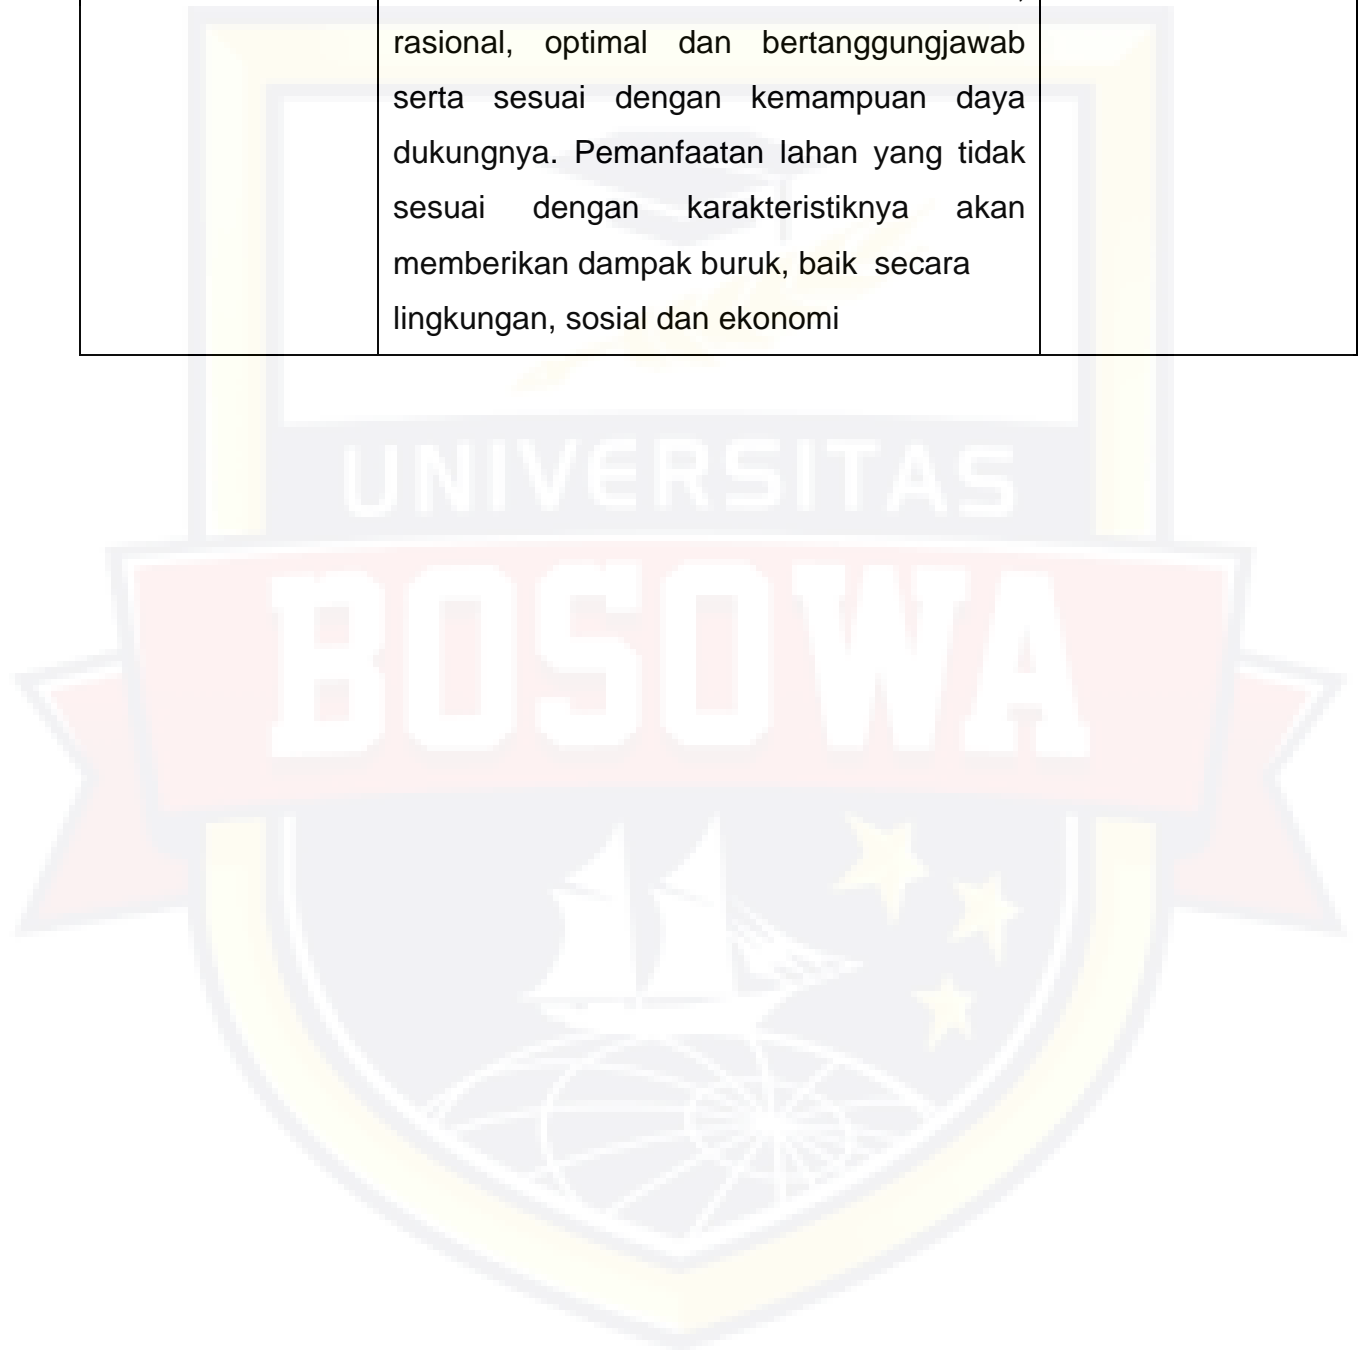 rasional, optimal dan bertanggungjawab
serta sesuai dengan kemampuan daya
dukungnya. Pemanfaatan lahan yang tidak
sesuai dengan karakteristiknya akan
memberikan dampak buruk, baik secara
lingkungan, sosial dan ekonomi
UNIVERSITAS
BOSOWA